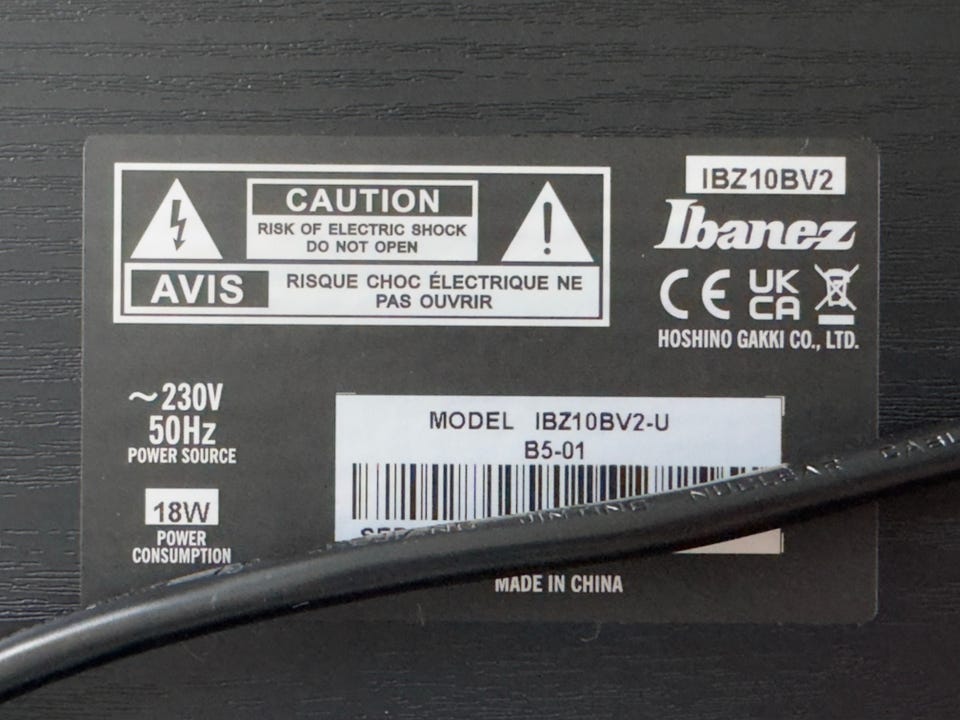 CAUTION
RISK OF ELECTRIC SHOCK
DO NOT OPEN
AVIS
RISQUE CHOC ÉLECTRIQUE NE
PAS OUVRIR
IBZ10BV2
Ibanez
CE
UK
CA
HOSHINO GAKKI CO., LTD.
~230V
50Hz
POWER SOURCE
18W
POWER
CONSUMPTION
MODEL IBZ10BV2-U
B5-01
JINTING NUCLEAR
MADE IN CHINA